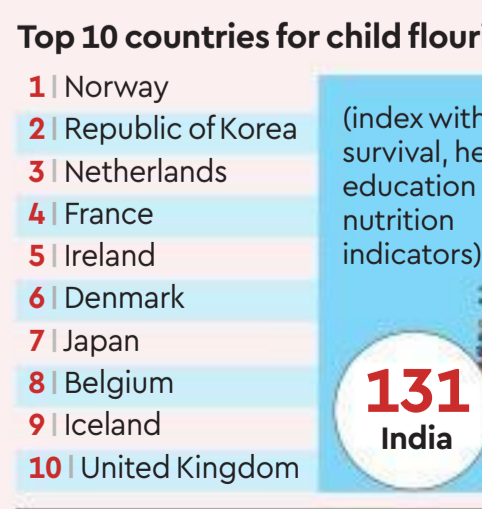 Top 10 countries for child flouri
1 | Norway
2 | Republic of Korea
3 | Netherlands
4 | France
5 | Ireland
6 | Denmark
7 | Japan
8 | Belgium
9 | Iceland
10 | United Kingdom
(index with
survival, he
education
nutrition
indicators)
131
India